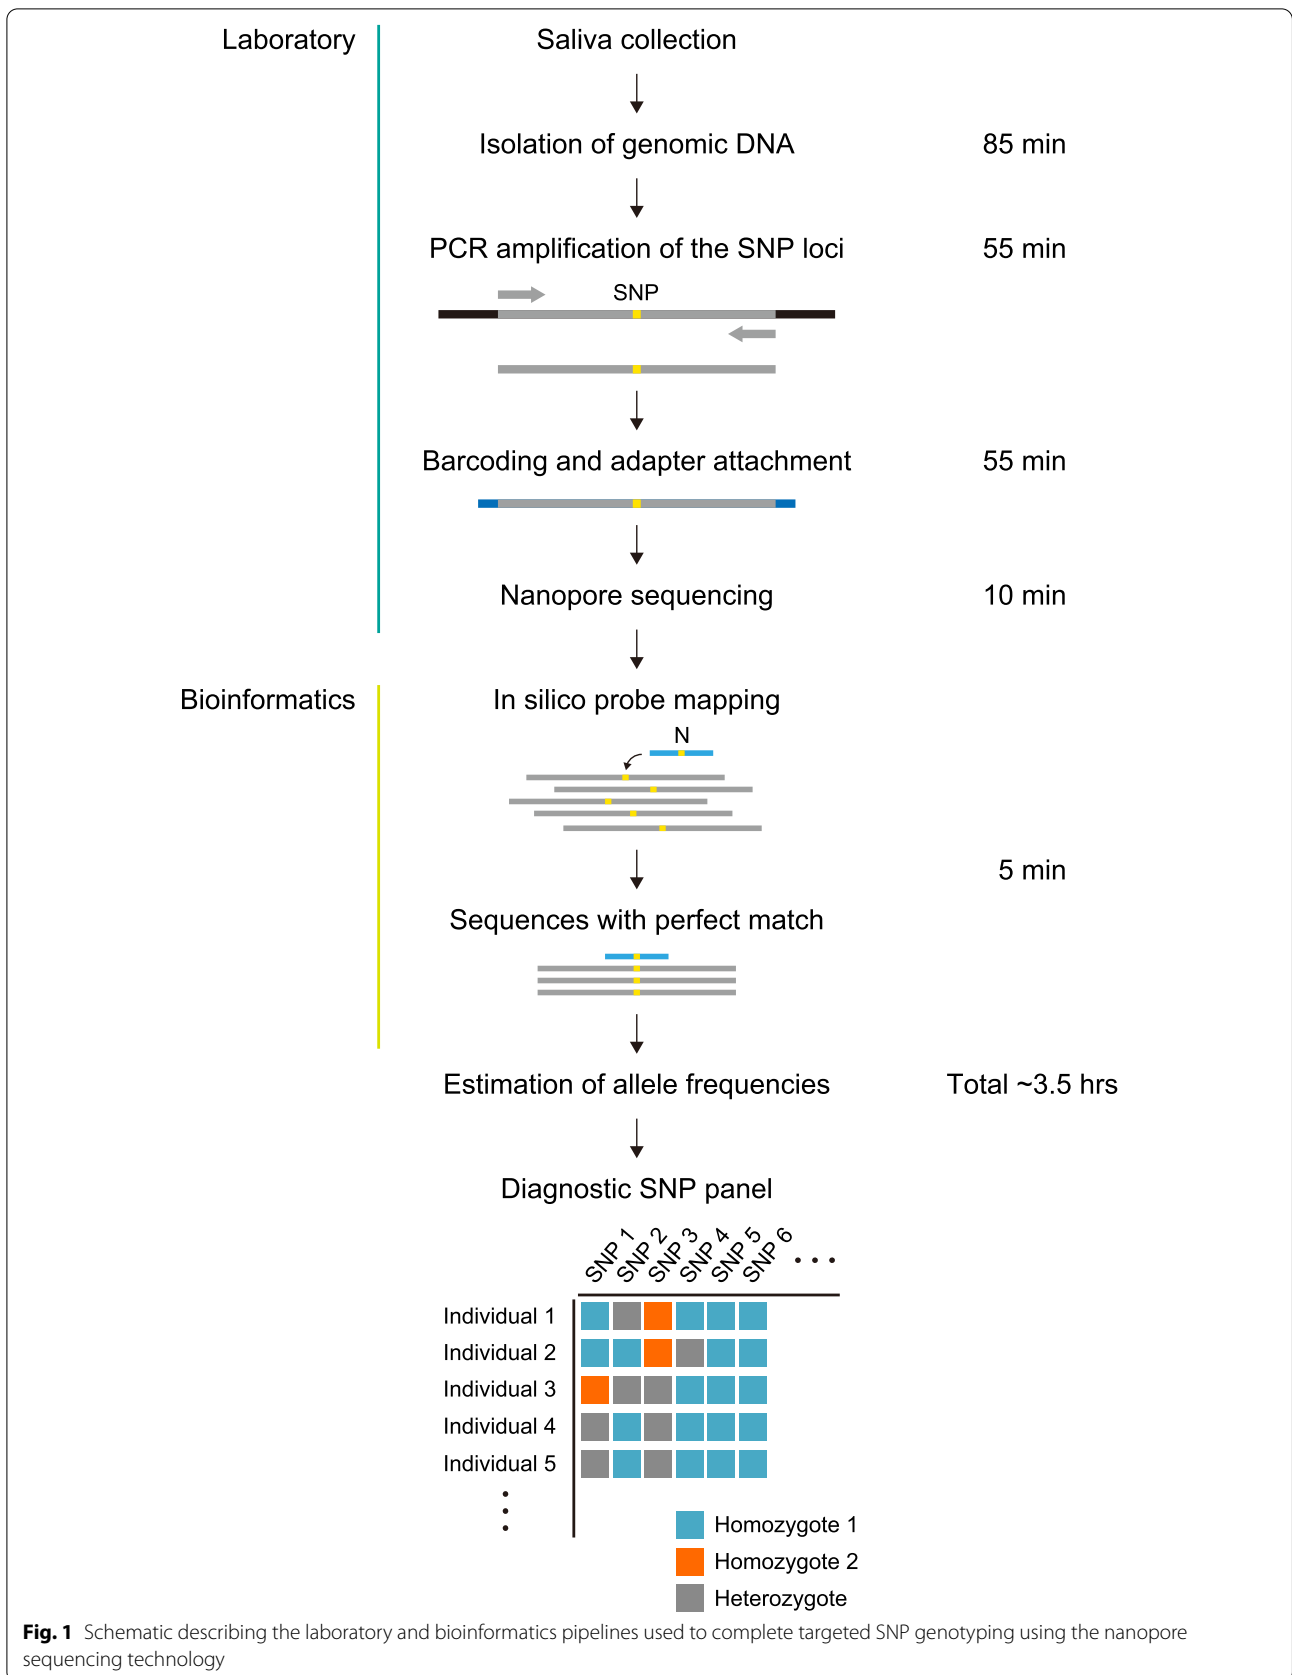 Laboratory
Saliva collection
Isolation of genomic DNA 85 min
PCR amplification of the SNP loci 55 min
SNP
Barcoding and adapter attachment 55 min
Nanopore sequencing 10 min
Bioinformatics
In silico probe mapping
N
5 min
Sequences with perfect match
Estimation of allele frequencies Total ~3.5 hrs
Diagnostic SNP panel
SNP 1 SNP 2 SNP 3 SNP 4 SNP 5 SNP 6 . . .
Individual 1
Individual 2
Individual 3
Individual 4
Individual 5
Homozygote 1
Homozygote 2
Heterozygote
Fig. 1 Schematic describing the laboratory and bioinformatics pipelines used to complete targeted SNP genotyping using the nanopore
sequencing technology